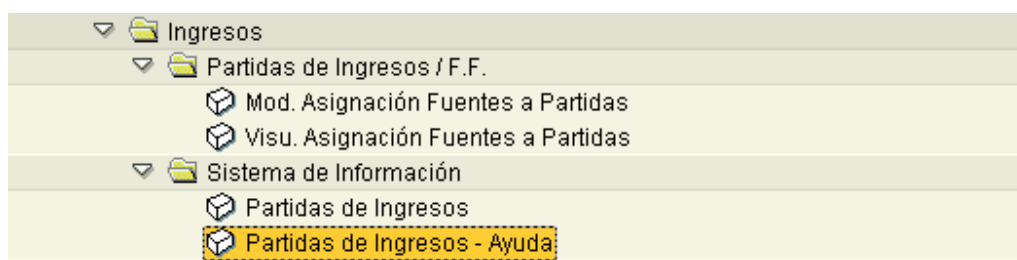 Ingresos
Partidas de Ingresos / F.F.
Mod. Asignación Fuentes a Partidas
Visu. Asignación Fuentes a Partidas
Sistema de Información
Partidas de Ingresos
Partidas de Ingresos - Ayuda